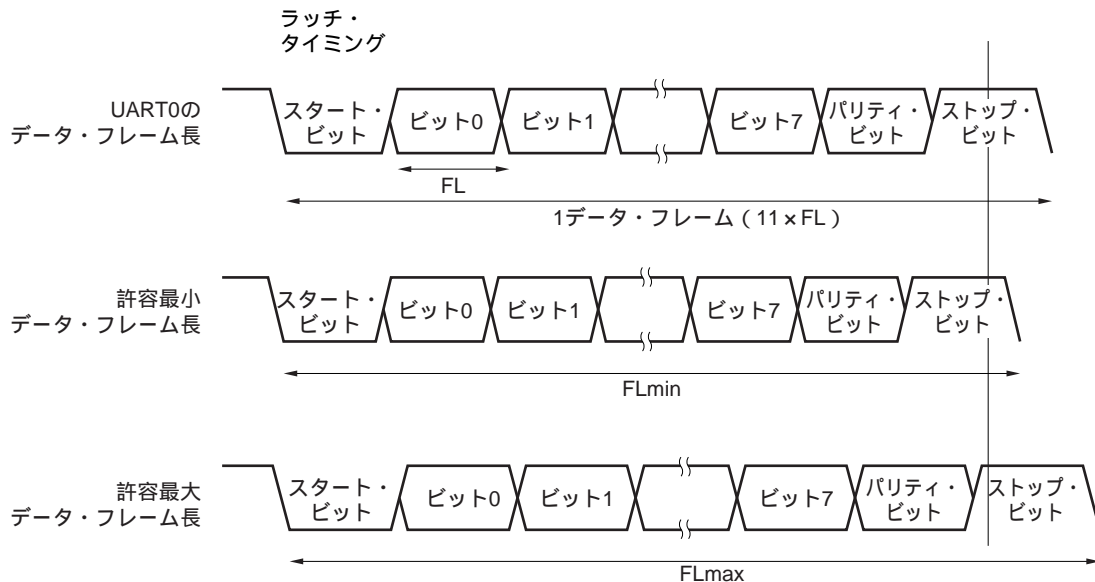 ラッチ・
タイミング
UART0の
データ・フレーム長
スタート・
ビット
ビット0
ビット1
ビット7
パリティ・
ビット
ストップ・
ビット
FL
1データ・フレーム（11×FL）
許容最小
データ・フレーム長
スタート・
ビット
ビット0
ビット1
ビット7
パリティ・
ビット
ストップ・
ビット
FLmin
許容最大
データ・フレーム長
スタート・
ビット
ビット0
ビット1
ビット7
パリティ・
ビット
ストップ・
ビット
FLmax